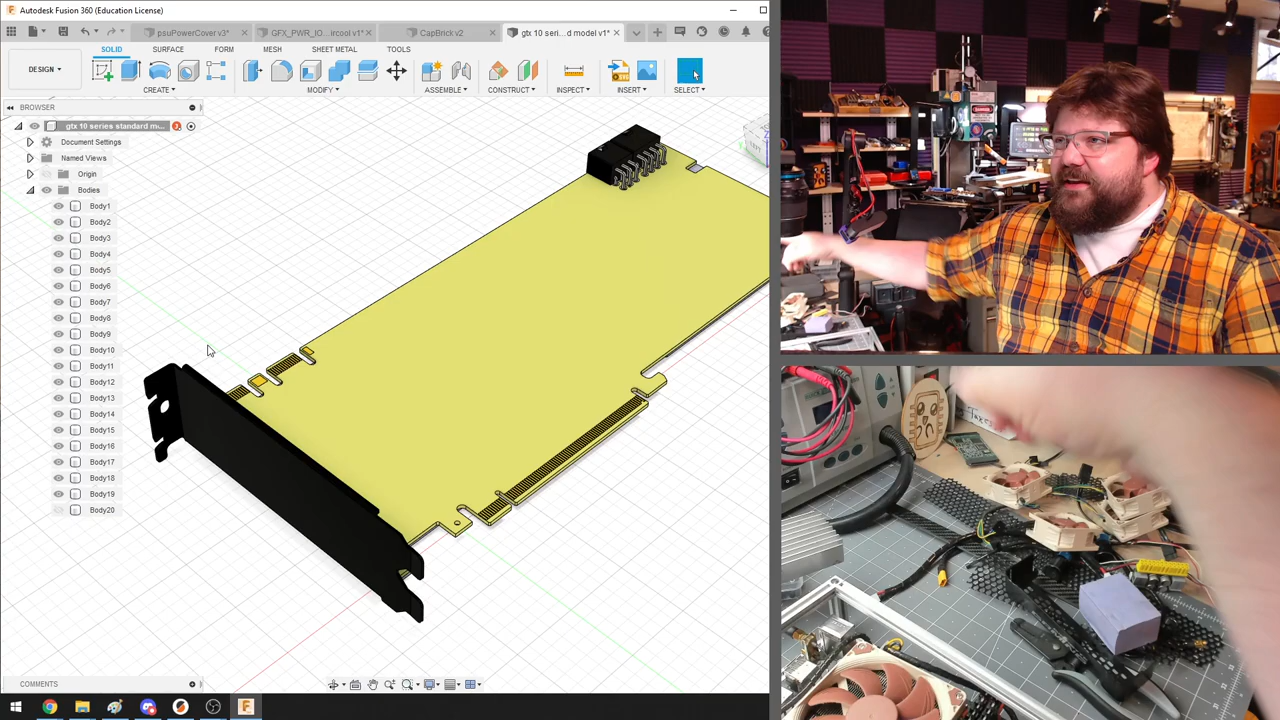 Autodesk Fusion 360 (Education License)
psuPowerCover v3*
GFX_PWR_IO...ircool v1*
CapBrick v2
gtx 10 seri...d model v1*
SOLID
SURFACE
FORM
MESH
SHEET METAL
TOOLS
DESIGN
CREATE
MODIFY
ASSEMBLE
CONSTRUCT
INSPECT
INSERT
SELECT
BROWSER
gtx 10 series standard m...
Document Settings
Named Views
Origin
Bodies
Body1
Body2
Body3
Body4
Body5
Body6
Body7
Body8
Body9
Body10
Body11
Body12
Body13
Body14
Body15
Body16
Body17
Body18
Body19
Body20
COMMENTS